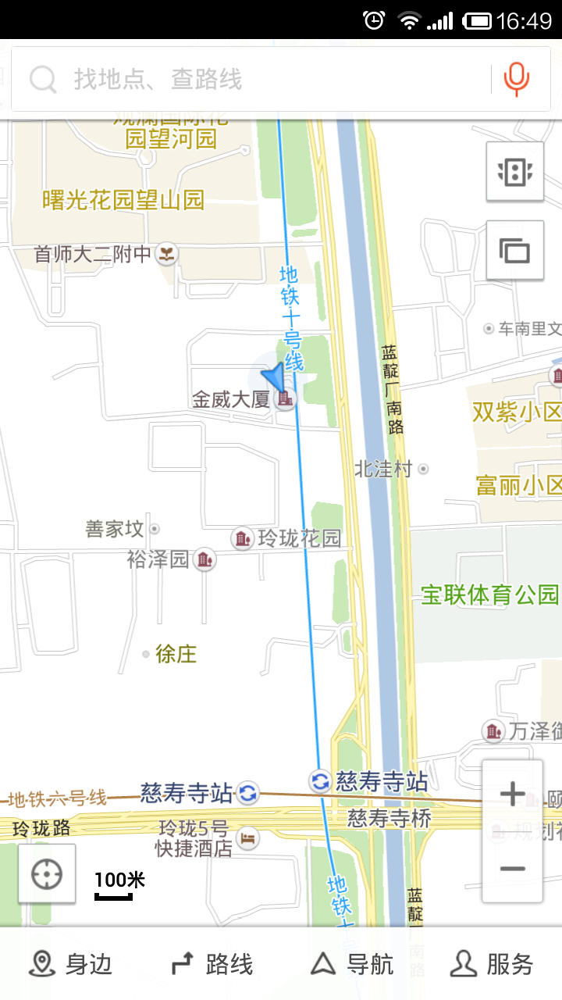 16:49
找地点、查路线
观澜国际花
园望河园
曙光花园望山园
首师大二附中
地铁十号线
车南里文
蓝靛厂南路
金威大厦
双紫小区
北洼村
富丽小区
善家坟
玲珑花园
裕泽园
宝联体育公园
徐庄
万泽御
慈寿寺站
慈寿寺站
地铁六号线
颐
慈寿寺桥
玲珑路
玲珑5号
快捷酒店
规划花
100米
地铁十
蓝靛厂南路
身边
路线
导航
服务